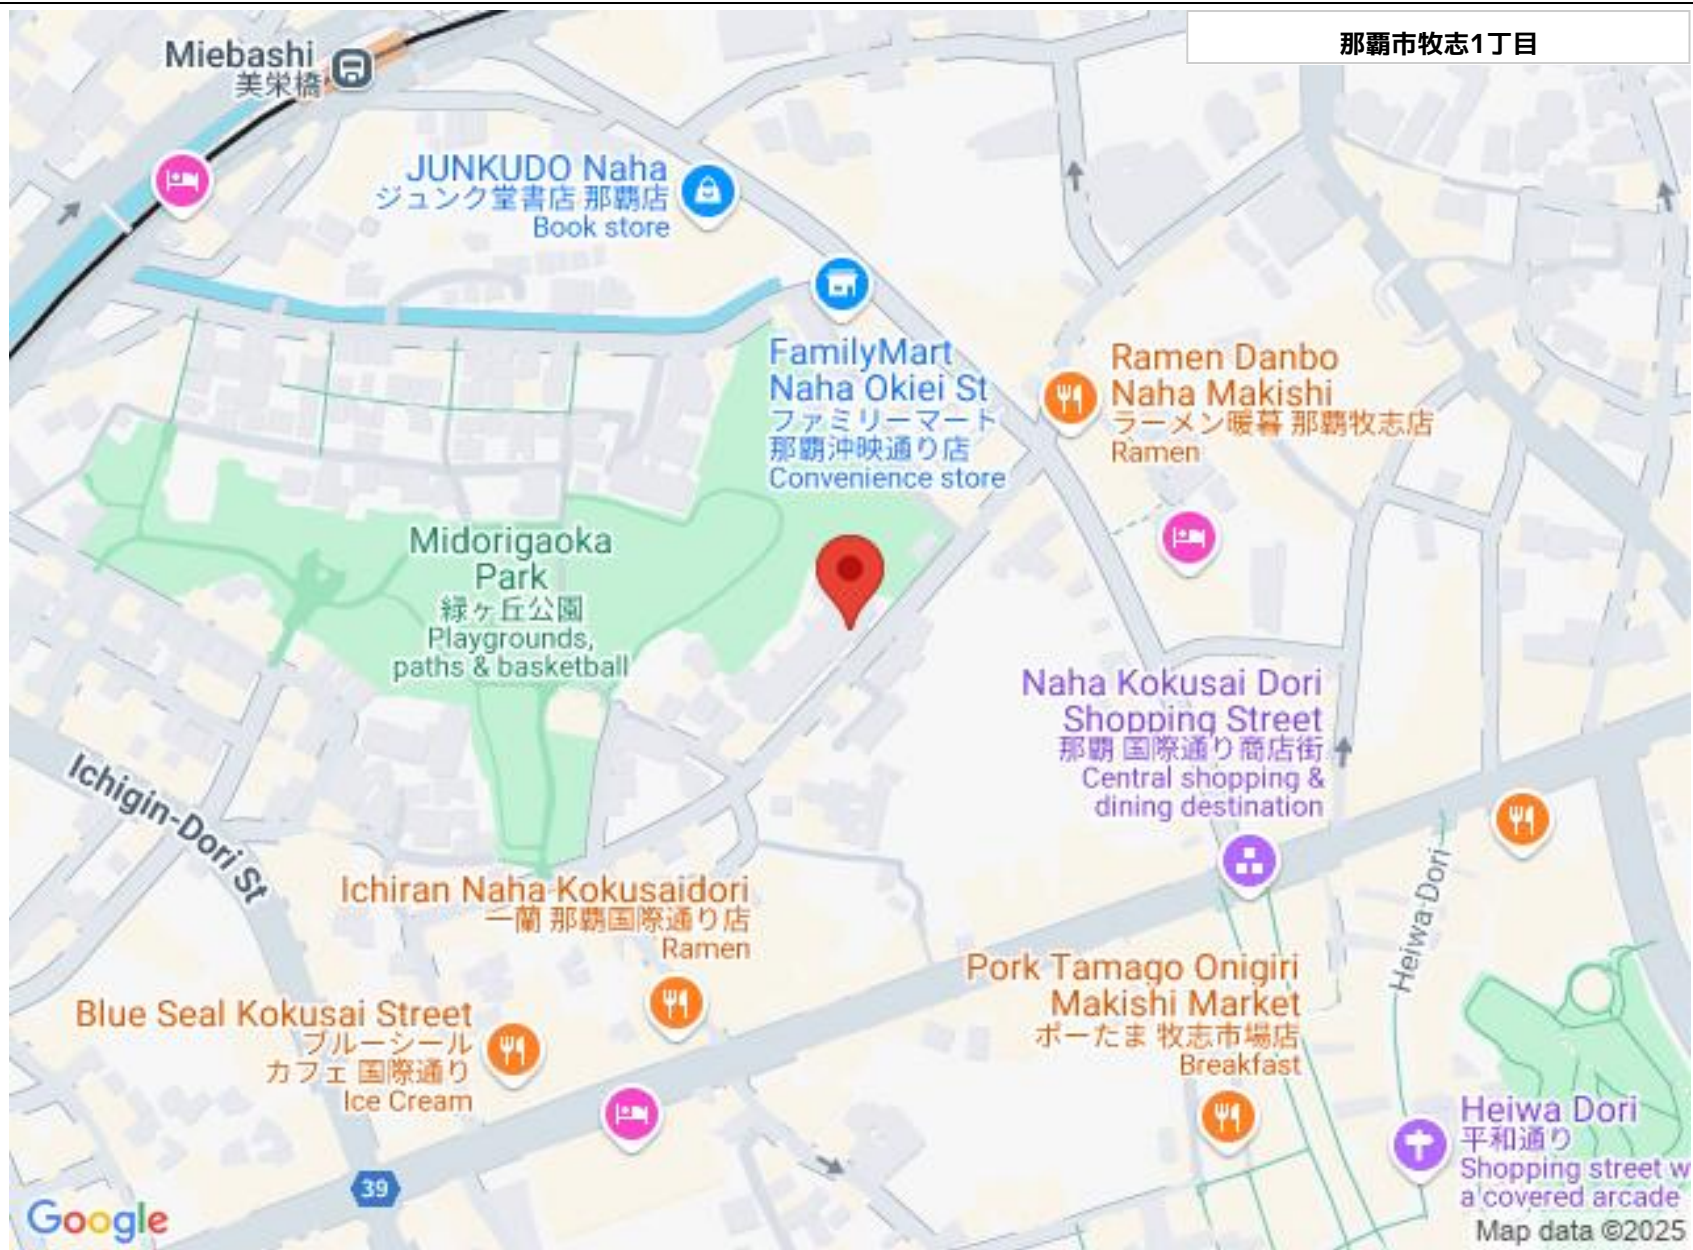 那覇市牧志1丁目
Miebashi
美栄橋
JUNKUDO Naha
ジュンク堂書店 那覇店
Book store
FamilyMart
Naha Okiei St
ファミリーマート
那覇沖映通り店
Convenience store
Ramen Danbo
Naha Makishi
ラーメン暖暮 那覇牧志店
Ramen
Midorigaoka
Park
緑ヶ丘公園
Playgrounds,
paths & basketball
Naha Kokusai Dori
Shopping Street
那覇 国際通り商店街
Central shopping &
dining destination
Ichigin-Dori St
Heiwa-Dori
Ichiran Naha Kokusaidori
一蘭 那覇国際通り店
Ramen
Pork Tamago Onigiri
Makishi Market
ポーたま 牧志市場店
Breakfast
Blue Seal Kokusai Street
ブルーシール
カフェ 国際通り
Ice Cream
Heiwa Dori
平和通り
Shopping street w
a covered arcade
39
Google
Map data ©2025